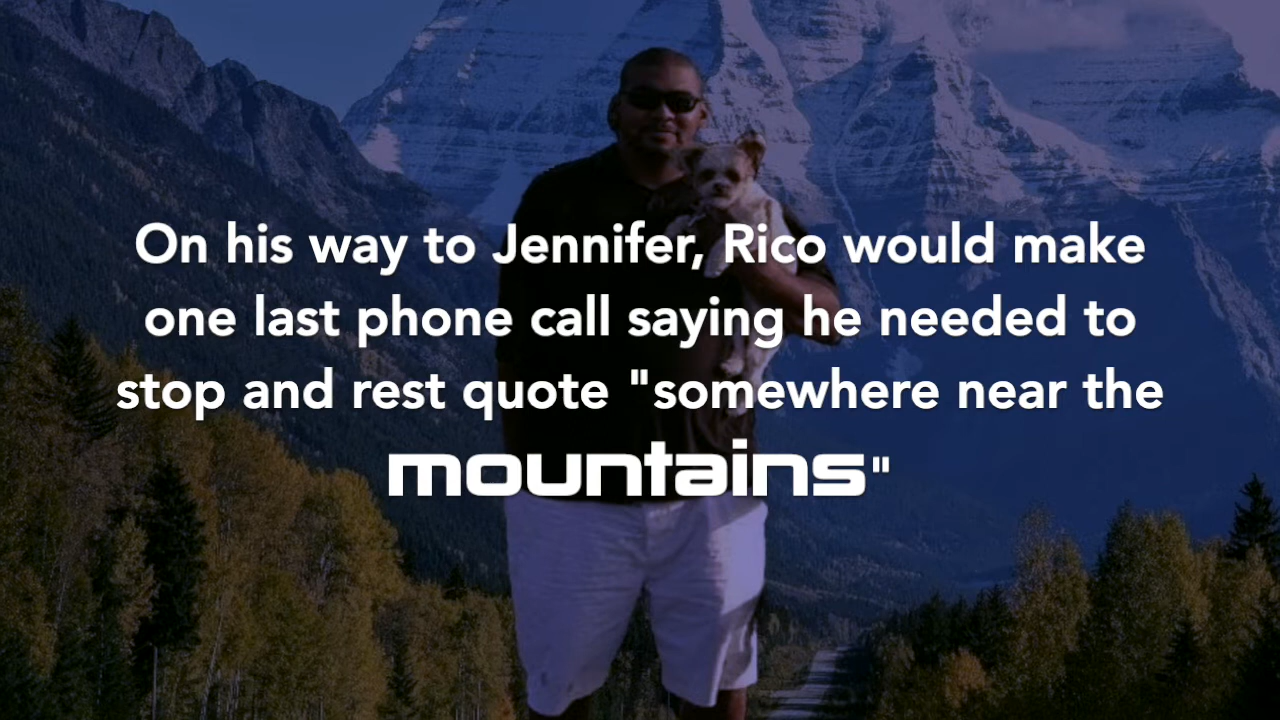 On his way to Jennifer, Rico would make
one last phone call saying he needed to
stop and rest quote "somewhere near the
mountains"